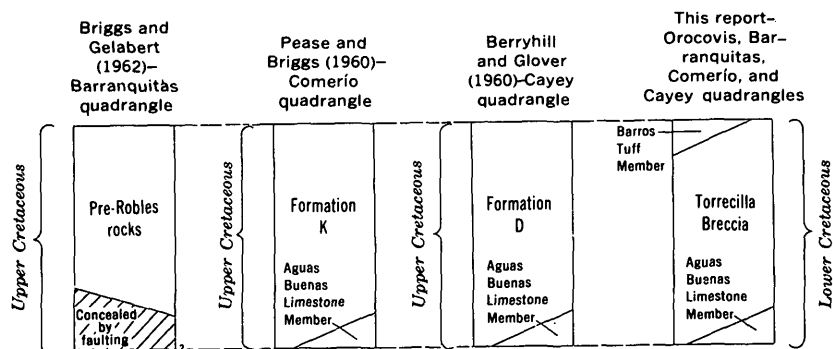 Briggs and
Gelabert
(1962)–
Barranquitas
quadrangle
Pease and
Briggs (1960)–
Comerío
quadrangle
Berryhill
and Glover
(1960)–Cayey
quadrangle
This report–
Orocovis, Bar–
ranquitas,
Comerío, and
Cayey quadrangles
Upper Cretaceous
Pre-Robles
rocks
Concealed
by
faulting
?
Upper Cretaceous
Formation
K
Aguas
Buenas
Limestone
Member
Upper Cretaceous
Formation
D
Aguas
Buenas
Limestone
Member
Barros
Tuff
Member
Torrecilla
Breccia
Aguas
Buenas
Limestone
Member
Lower Cretaceous